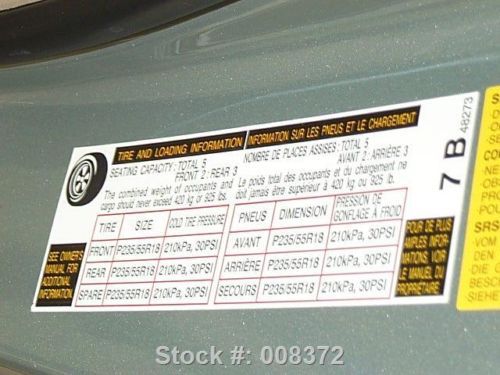 TIRE AND LOADING INFORMATION
SEATING CAPACITY: TOTAL 5
FRONT 2: REAR 3
The combined weight of occupants and
cargo should never exceed 420 kg or 925 lb.
TIRE SIZE COLD TIRE PRESSURE
FRONT P235/55R18 210kPa, 30PSI
REAR P235/55R18 210kPa, 30PSI
SPARE P235/55R18 210kPa, 30PSI
SEE OWNER'S
MANUAL FOR
ADDITIONAL
INFORMATION.
INFORMATION SUR LES PNEUS ET LE CHARGEMENT
NOMBRE DE PLACES ASSISES: TOTAL 5
AVANT 2: ARRIÈRE 3
Le poids total des occupants et du chargement ne
doit jamais être supérieur à 420 kg ou 925 lb.
PNEUS DIMENSION PRESSION DE
GONFLAGE À FROID
AVANT P235/55R18 210kPa, 30PSI
ARRIÈRE P235/55R18 210kPa, 30PSI
SECOURS P235/55R18 210kPa, 30PSI
POUR DE PLUS
AMPLES INFOR-
MATIONS, VOIR
LE MANUEL DU
PROPRIÉTAIRE.
7 B 48273
SRS
Stock #: 008372